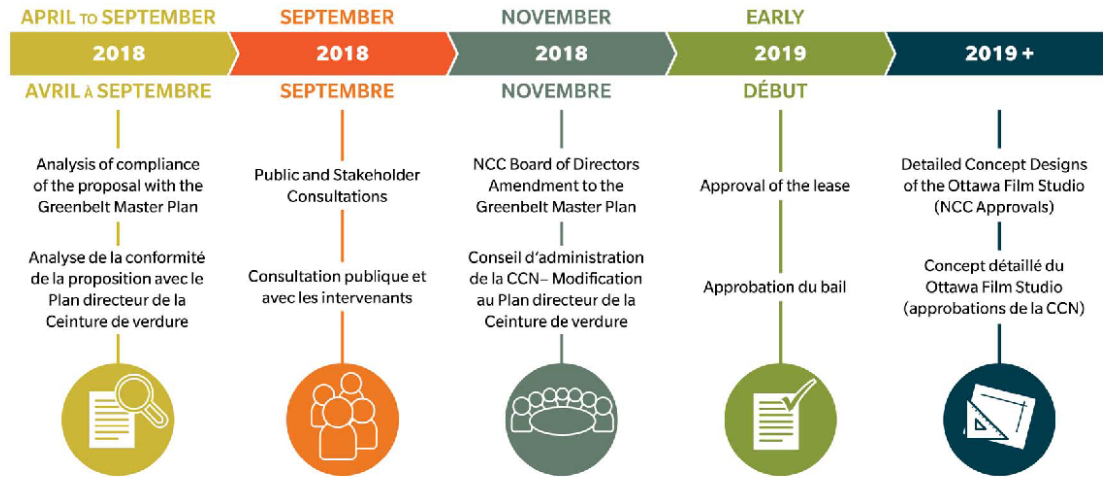 APRIL TO SEPTEMBER
2018
AVRIL À SEPTEMBRE
Analysis of compliance
of the proposal with the
Greenbelt Master Plan
Analyse de la conformité
de la proposition avec le
Plan directeur de la
Ceinture de verdure
SEPTEMBER
2018
SEPTEMBRE
Public and Stakeholder
Consultations
Consultation publique et
avec les intervenants
NOVEMBER
2018
NOVEMBRE
NCC Board of Directors
Amendment to the
Greenbelt Master Plan
Conseil d'administration
de la CCN– Modification
au Plan directeur de la
Ceinture de verdure
EARLY
2019
DÉBUT
Approval of the lease
Approbation du bail
2019 +
Detailed Concept Designs
of the Ottawa Film Studio
(NCC Approvals)
Concept détaillé du
Ottawa Film Studio
(approbations de la CCN)